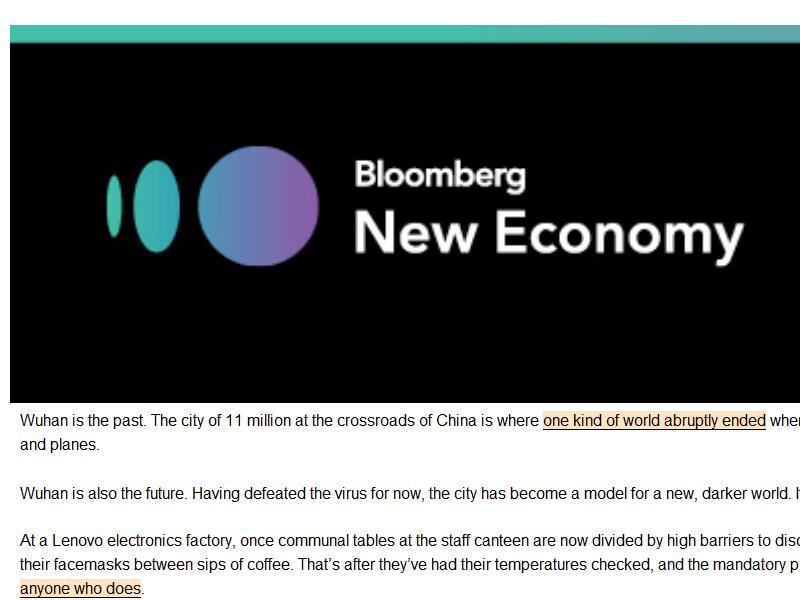 Bloomberg
New Economy
Wuhan is the past. The city of 11 million at the crossroads of China is where one kind of world abruptly ended
and planes.
Wuhan is also the future. Having defeated the virus for now, the city has become a model for a new, darker world.
At a Lenovo electronics factory, once communal tables at the staff canteen are now divided by high barriers to
their facemasks between sips of coffee. That’s after they’ve had their temperatures checked, and the mandatory
anyone who does.